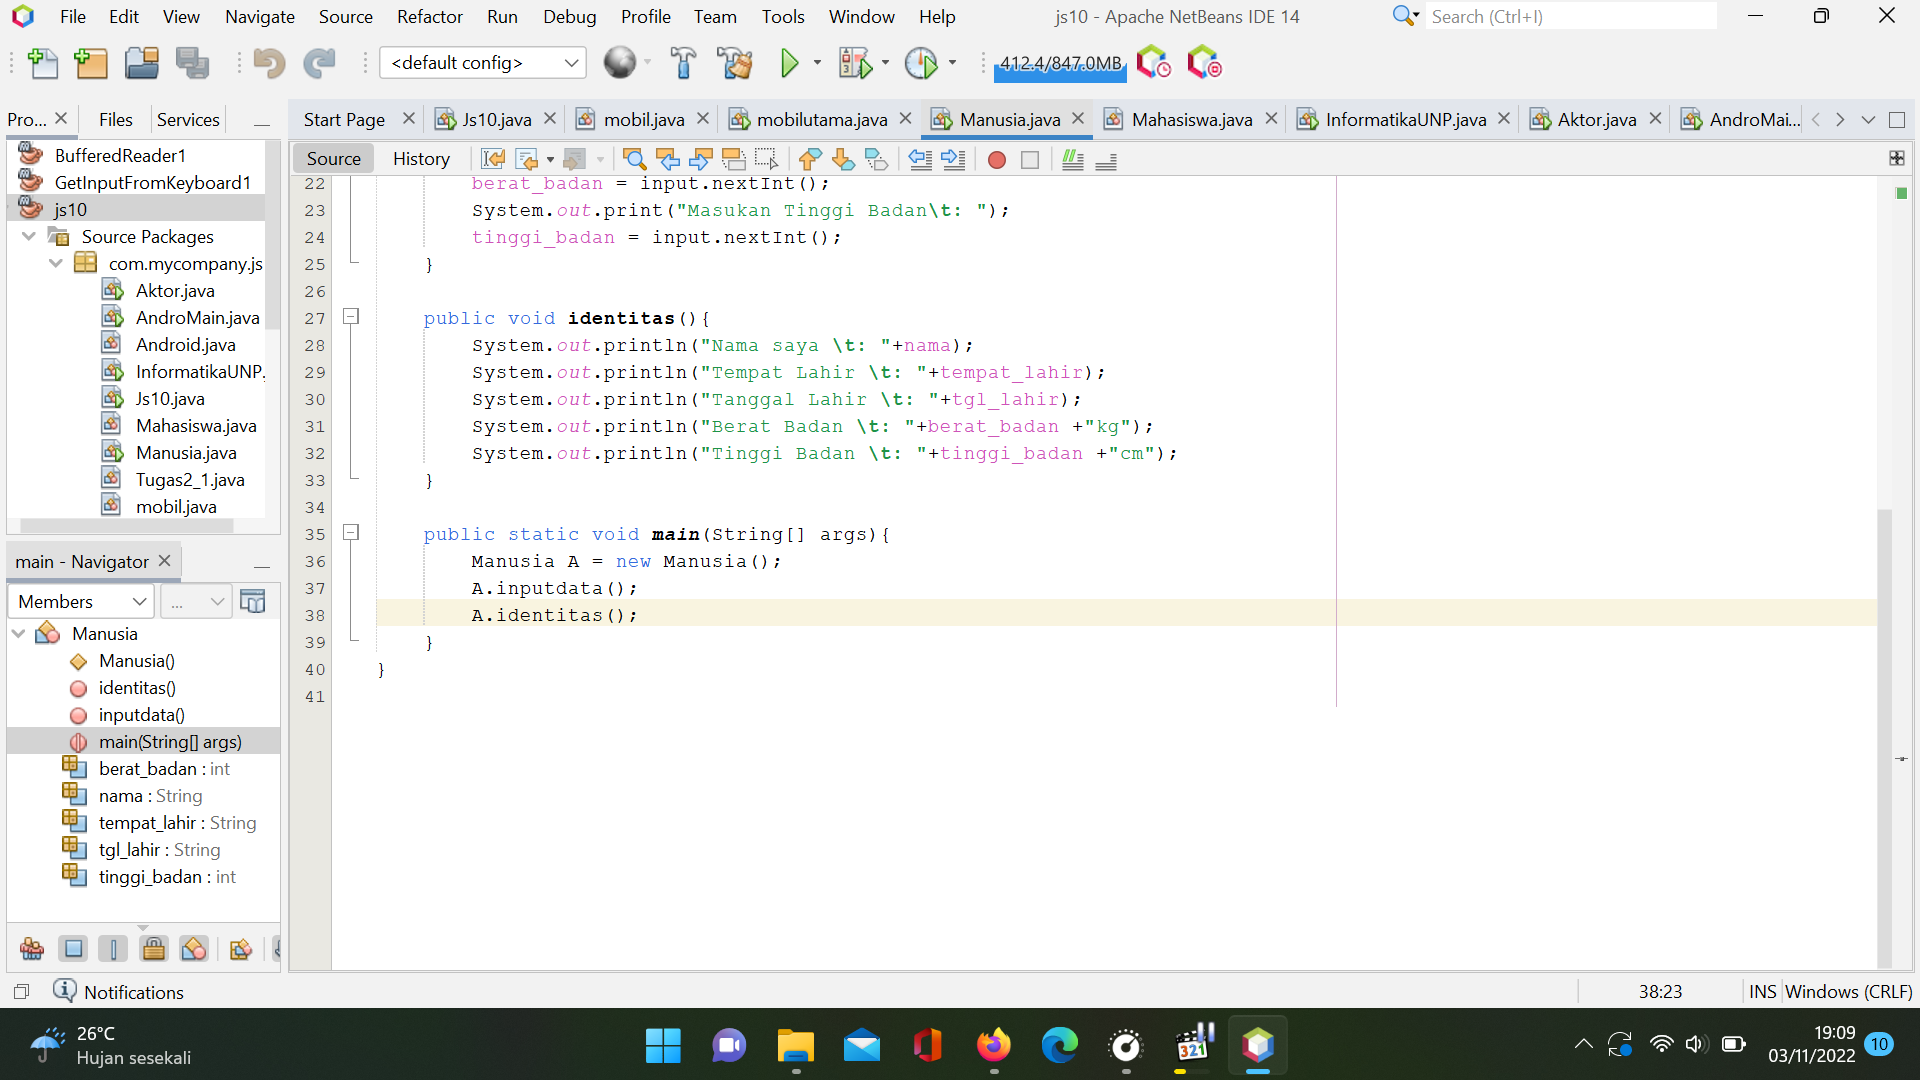 File Edit View Navigate Source Refactor Run Debug Profile Team Tools Window Help js10 - Apache NetBeans IDE 14 Search (Ctrl+I)
<default config> 412.4/847.0MB
Pro... Files Services
Start Page Js10.java mobil.java mobilutama.java Manusia.java Mahasiswa.java InformatikaUNP.java Aktor.java AndroMai...
Source History
BufferedReader1
GetInputFromKeyboard1
js10
Source Packages
com.mycompany.js
Aktor.java
AndroMain.java
Android.java
InformatikaUNP.
Js10.java
Mahasiswa.java
Manusia.java
Tugas2_1.java
mobil.java
22 berat_badan = input.nextInt();
23 System.out.print("Masukan Tinggi Badan\t: ");
24 tinggi_badan = input.nextInt();
25 }
26
27 public void identitas(){
28 System.out.println("Nama saya \t: "+nama);
29 System.out.println("Tempat Lahir \t: "+tempat_lahir);
30 System.out.println("Tanggal Lahir \t: "+tgl_lahir);
31 System.out.println("Berat Badan \t: "+berat_badan +"kg");
32 System.out.println("Tinggi Badan \t: "+tinggi_badan +"cm");
33 }
34
35 public static void main(String[] args){
36 Manusia A = new Manusia();
37 A.inputdata();
38 A.identitas();
39 }
40 }
41
main - Navigator
Members ...
Manusia
Manusia()
identitas()
inputdata()
main(String[] args)
berat_badan : int
nama : String
tempat_lahir : String
tgl_lahir : String
tinggi_badan : int
Notifications 38:23 INS Windows (CRLF)
26°C
Hujan sesekali
321
19:09
03/11/2022
10